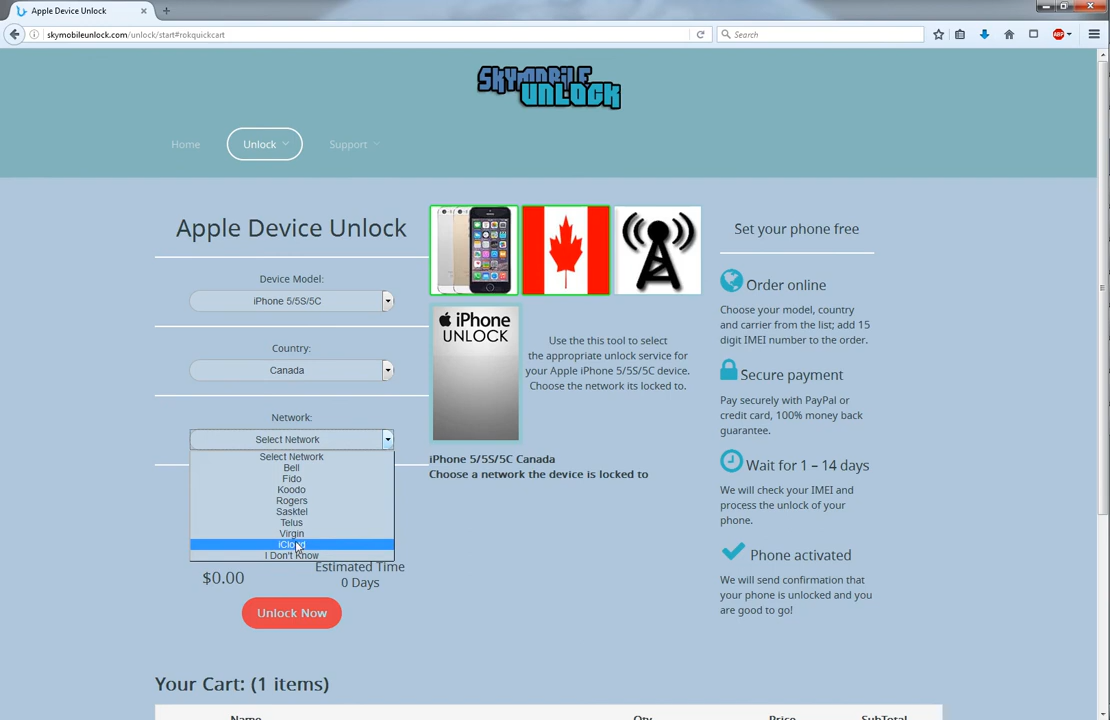 Apple Device Unlock
skymobileunlock.com/unlock/start#rokquickcart
Search
ABP
SKYMOBILE
UNLOCK
Home
Unlock
Support
Apple Device Unlock
Device Model:
iPhone 5/5S/5C
Country:
Canada
Network:
Select Network
Select Network
Bell
Fido
Koodo
Rogers
Sasktel
Telus
Virgin
iCloud
I Don't Know
$0.00
Estimated Time
0 Days
Unlock Now
iPhone
UNLOCK
Use the this tool to select
the appropriate unlock service for
your Apple iPhone 5/5S/5C device.
Choose the network its locked to.
iPhone 5/5S/5C Canada
Choose a network the device is locked to
Set your phone free
Order online
Choose your model, country
and carrier from the list; add 15
digit IMEI number to the order.
Secure payment
Pay securely with PayPal or
credit card, 100% money back
guarantee.
Wait for 1 – 14 days
We will check your IMEI and
process the unlock of your
phone.
Phone activated
We will send confirmation that
your phone is unlocked and you
are good to go!
Your Cart: (1 items)
Name
Qty
Price
SubTotal